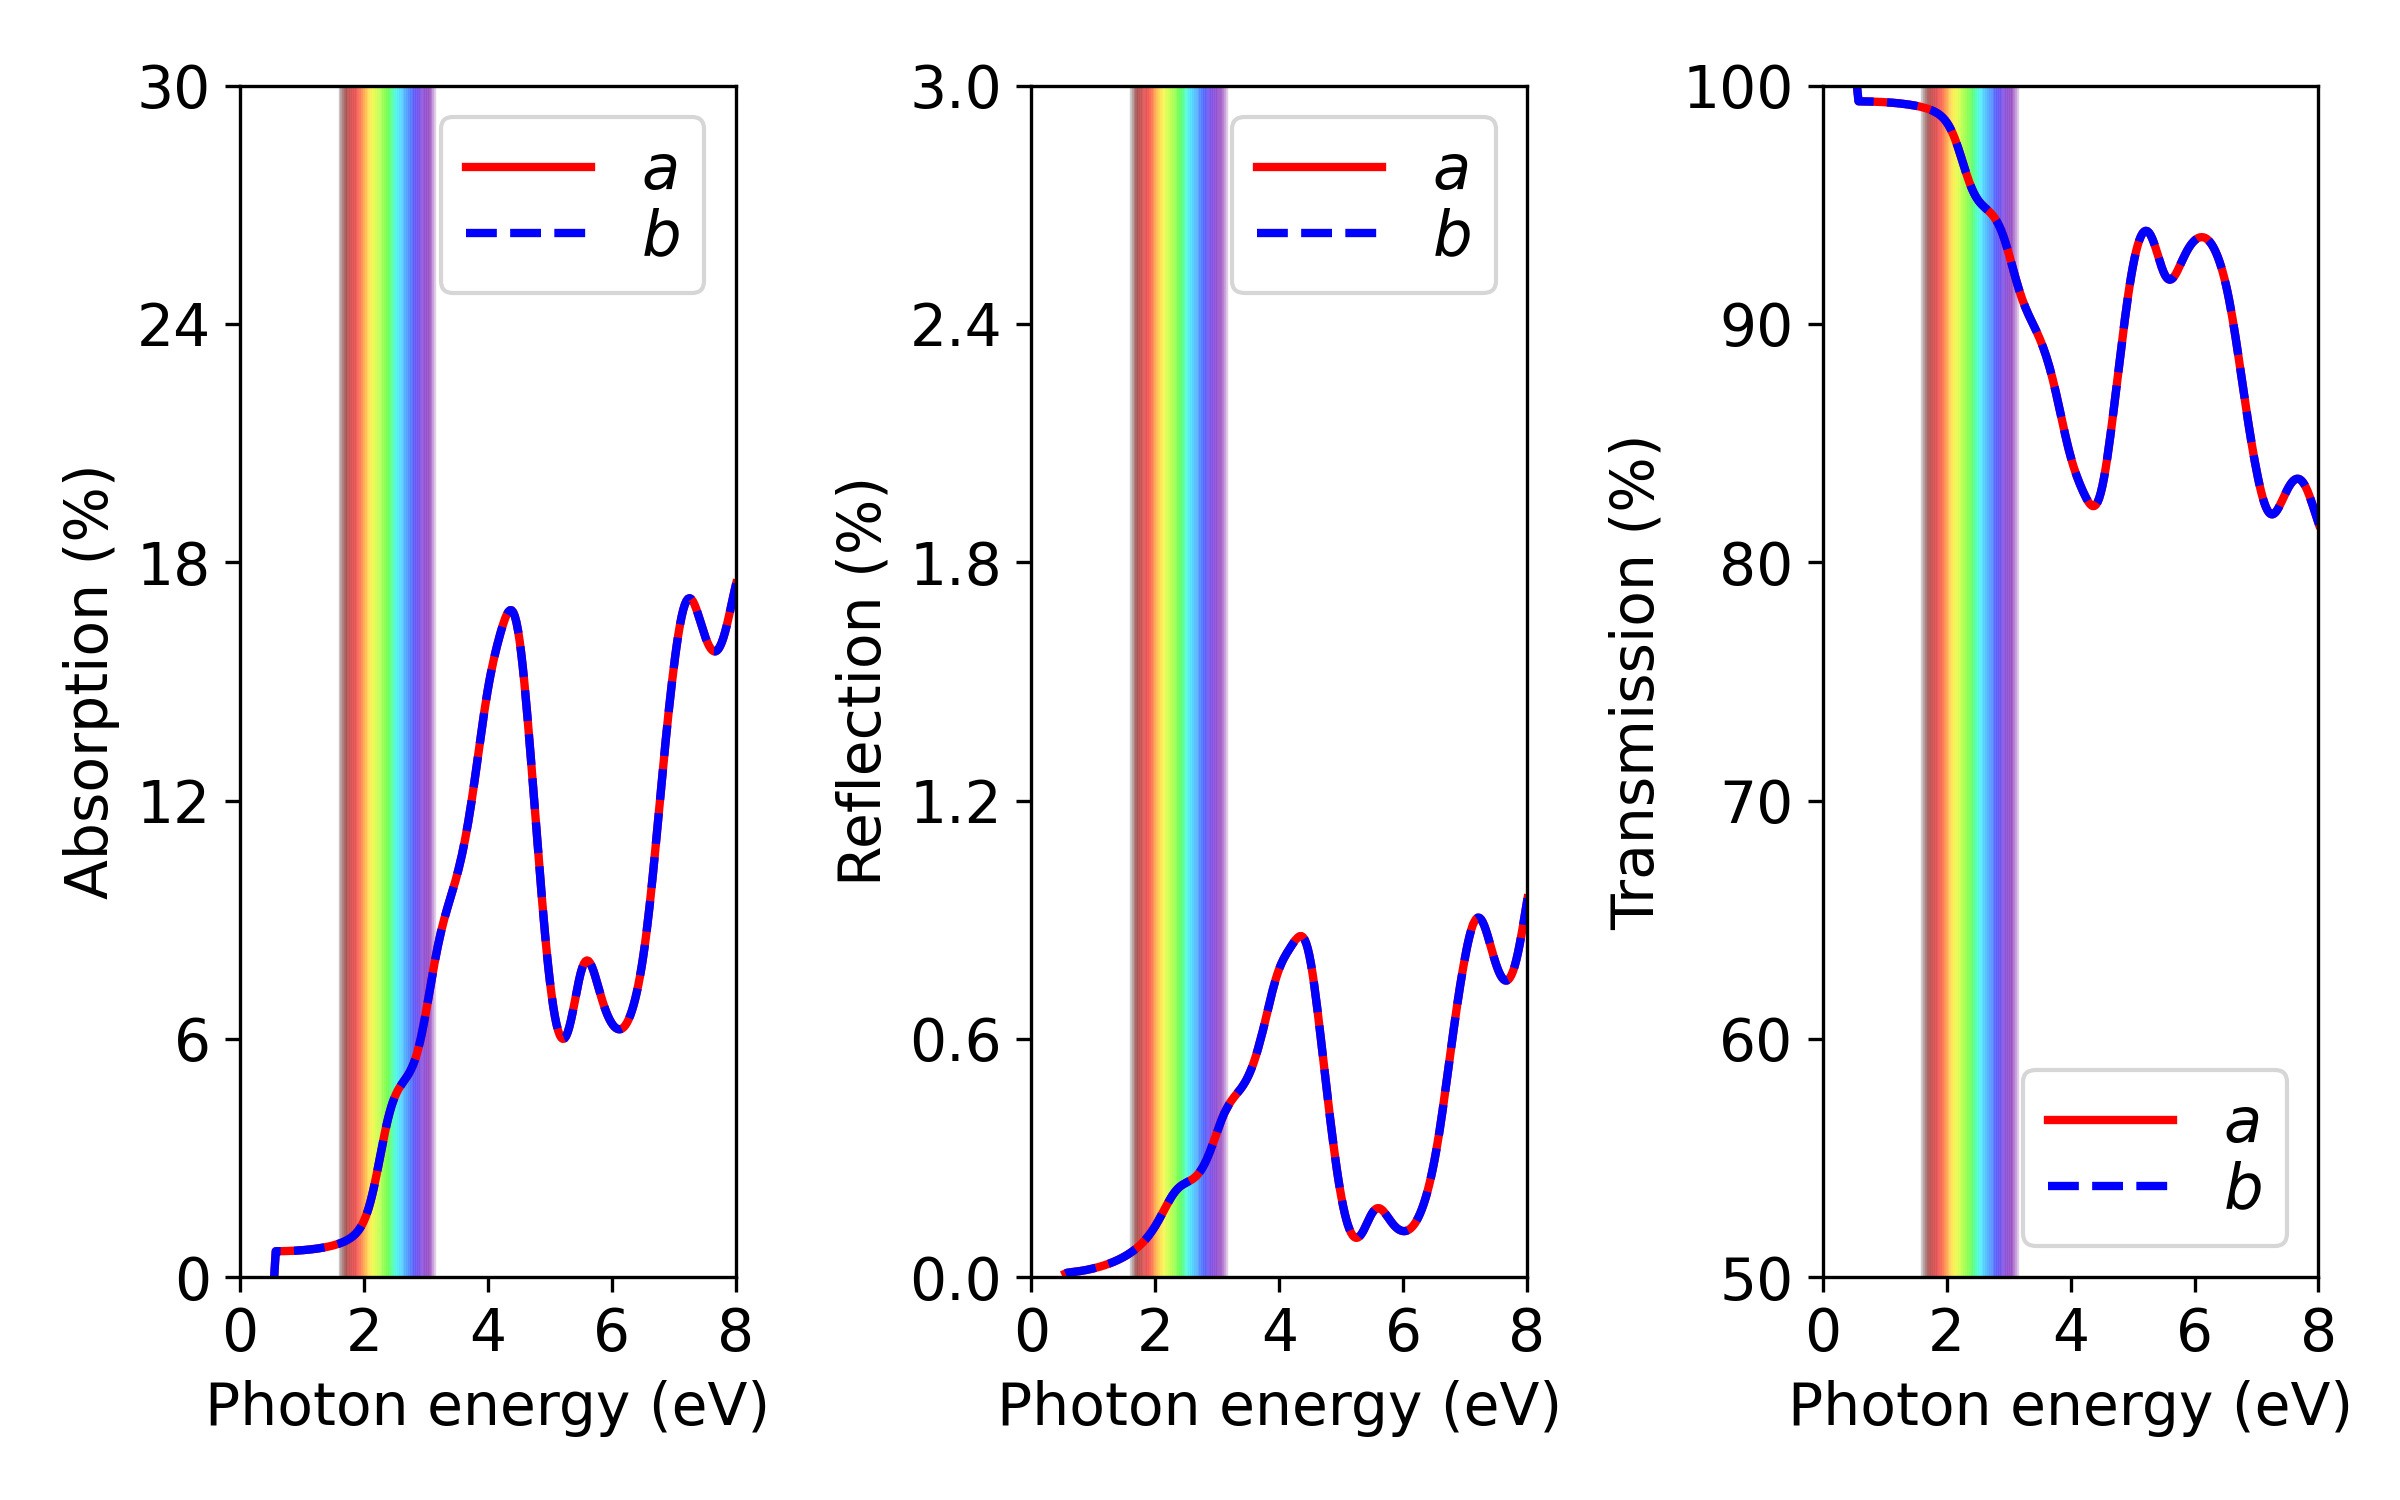 Absorption (%)
30
24
18
12
6
0
0 2 4 6 8
Photon energy (eV)
a
b
Reflection (%)
3.0
2.4
1.8
1.2
0.6
0.0
0 2 4 6 8
Photon energy (eV)
a
b
Transmission (%)
100
90
80
70
60
50
0 2 4 6 8
Photon energy (eV)
a
b